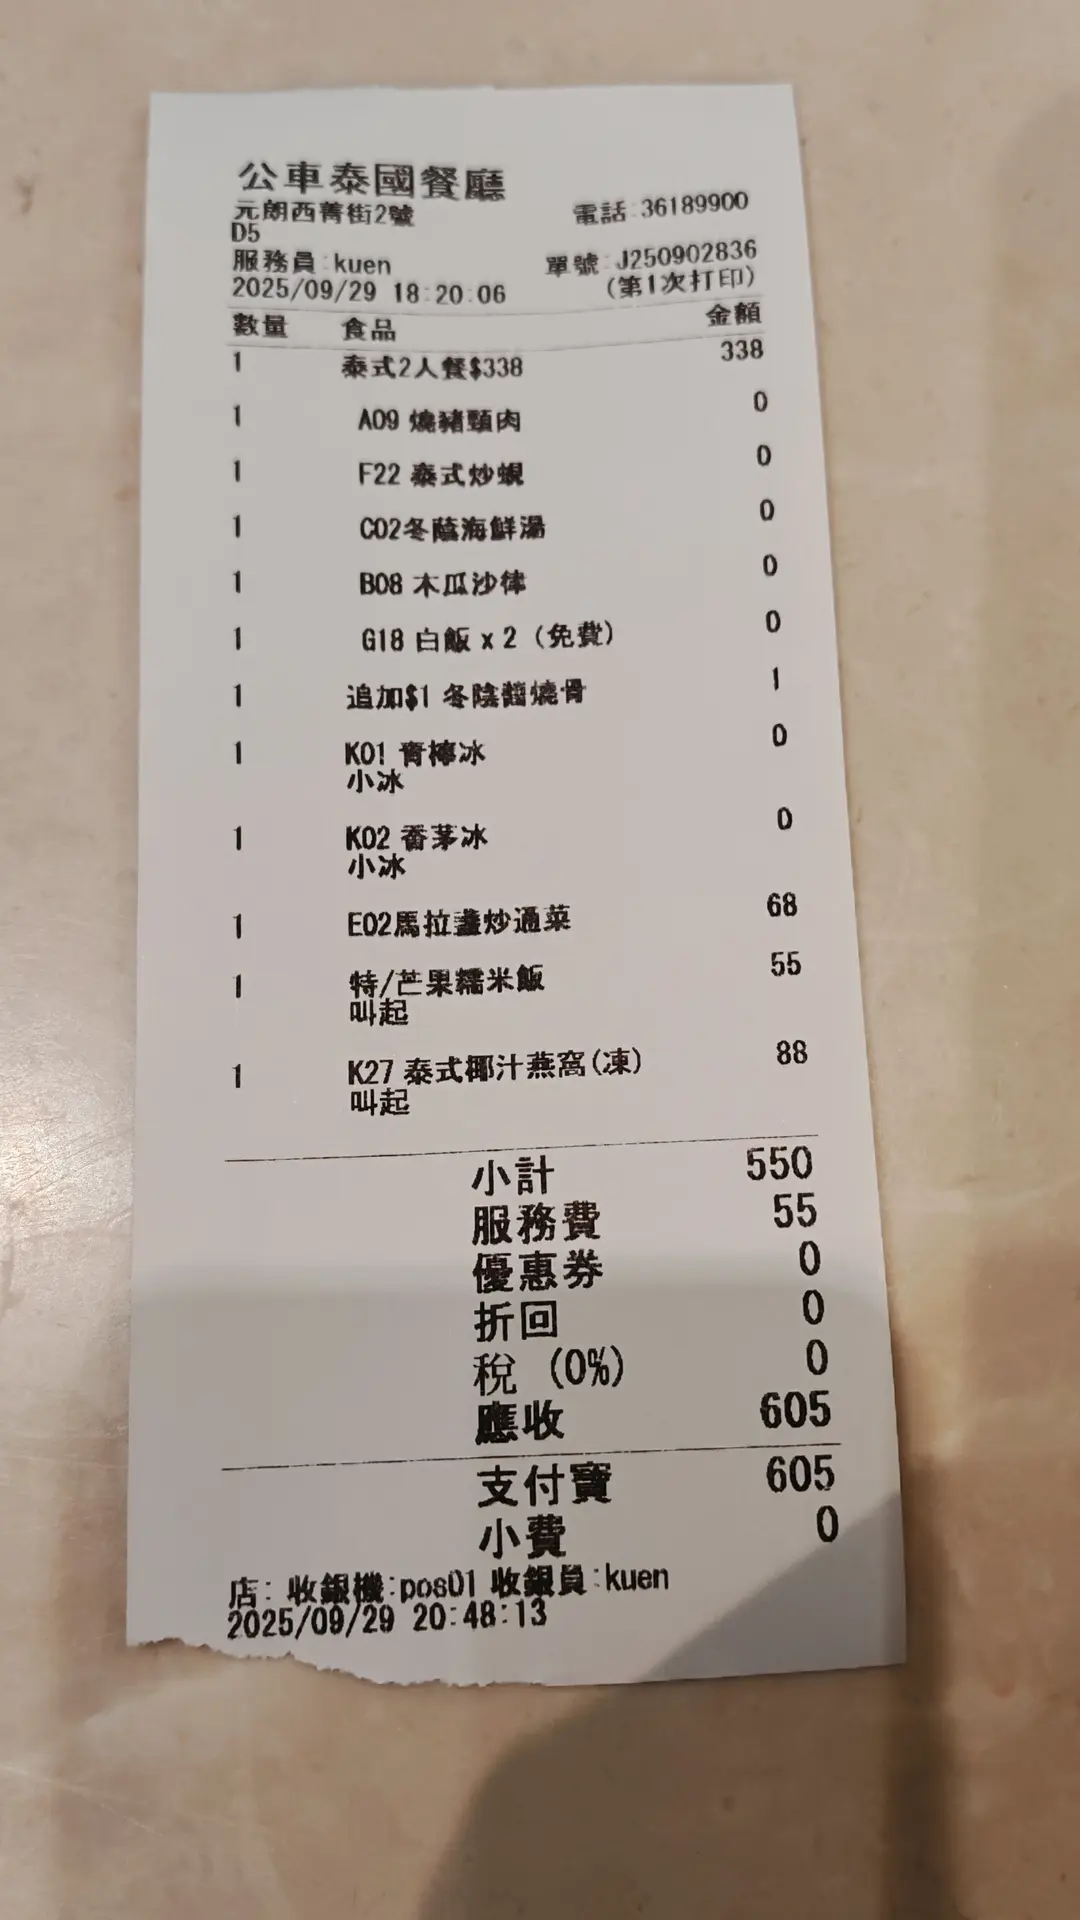 公車泰國餐廳
元朗西菁街2號 電話:36189900
D5
服務員:kuen 單號:J250902836
2025/09/29 18:20:06 (第1次打印)
數量 食品 金額
1 泰式2人餐$338 338
1 A09 燒豬頸肉 0
1 F22 泰式炒蜆 0
1 C02冬蔭海鮮湯 0
1 B08 木瓜沙律 0
1 G18 白飯 x 2 (免費) 0
1 追加$1 冬陰醬燒骨 1
1 K01 青檸冰 0
小冰
1 K02 香茅冰 0
小冰
1 E02馬拉盞炒通菜 68
1 特/芒果糯米飯 55
叫起
1 K27 泰式椰汁燕窩(凍) 88
叫起
小計 550
服務費 55
優惠券 0
折回 0
稅 (0%) 0
應收 605
支付寶 605
小費 0
店: 收銀機:pos01 收銀員:kuen
2025/09/29 20:48:13